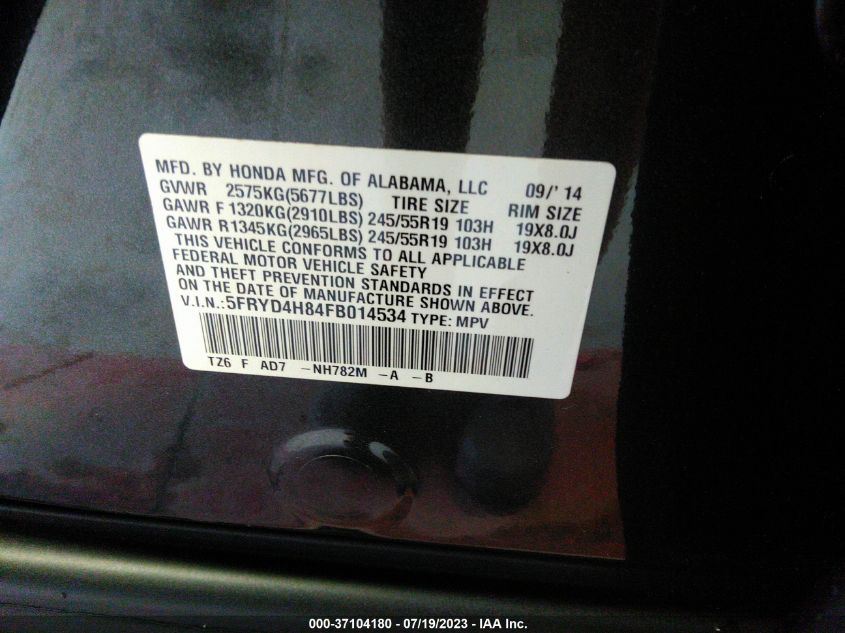 MFD. BY HONDA MFG. OF ALABAMA, LLC 09/' 14
GVWR 2575KG(5677LBS) TIRE SIZE RIM SIZE
GAWR F 1320KG(2910LBS) 245/55R19 103H 19X8.0J
GAWR R1345KG(2965LBS) 245/55R19 103H 19X8.0J
THIS VEHICLE CONFORMS TO ALL APPLICABLE
FEDERAL MOTOR VEHICLE SAFETY
AND THEFT PREVENTION STANDARDS IN EFFECT
ON THE DATE OF MANUFACTURE SHOWN ABOVE.
V.I.N.:5FRYD4H84FB014534 TYPE: MPV
TZ6 F AD7 -NH782M -A -B
000-37104180 - 07/19/2023 - IAA Inc.